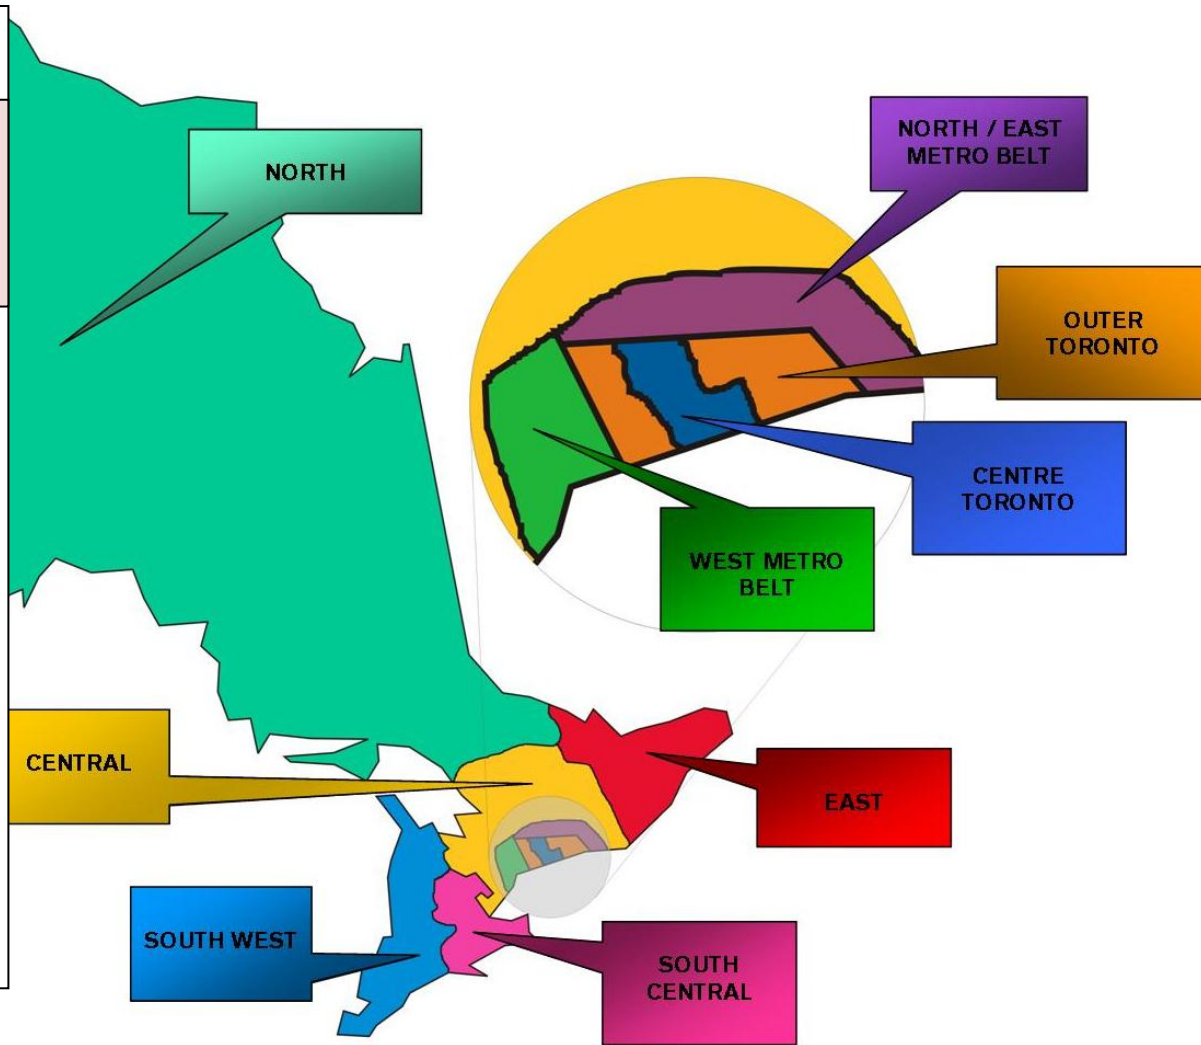 NORTH / EAST
METRO BELT
NORTH
OUTER
TORONTO
CENTRE
TORONTO
WEST METRO
BELT
CENTRAL
EAST
SOUTH WEST
SOUTH
CENTRAL